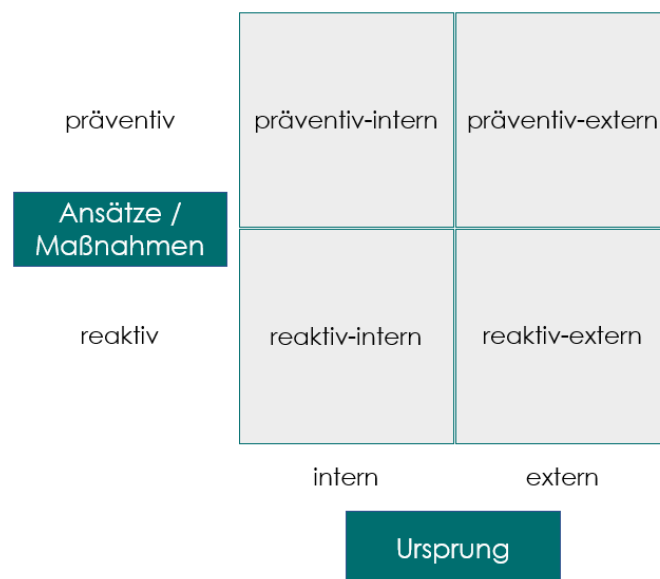 präventiv
präventiv-intern
präventiv-extern
Ansätze /
Maßnahmen
reaktiv
reaktiv-intern
reaktiv-extern
intern
extern
Ursprung